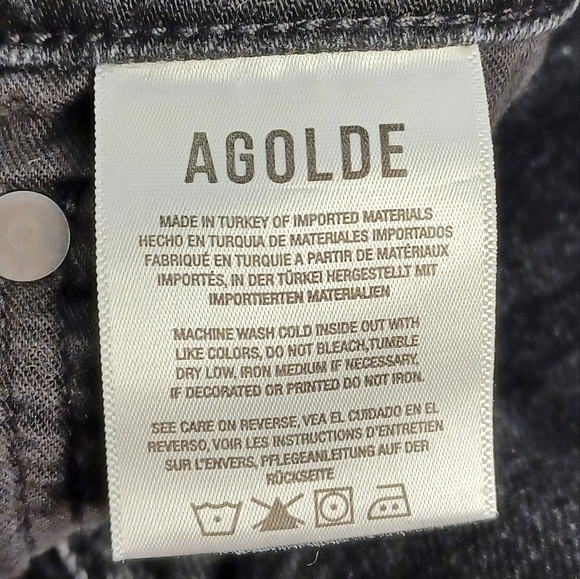 AGOLDE
MADE IN TURKEY OF IMPORTED MATERIALS
HECHO EN TURQUIA DE MATERIALES IMPORTADOS
FABRIQUÉ EN TURQUIE A PARTIR DE MATÉRIAUX
IMPORTÉS, IN DER TÜRKEI HERGESTELLT MIT
IMPORTIERTEN MATERIALIEN
MACHINE WASH COLD INSIDE OUT WITH
LIKE COLORS, DO NOT BLEACH,TUMBLE
DRY LOW, IRON MEDIUM IF NECESSARY,
IF DECORATED OR PRINTED DO NOT IRON.
SEE CARE ON REVERSE, VEA EL CUIDADO EN EL
REVERSO, VOIR LES INSTRUCTIONS D'ENTRETIEN
SUR L'ENVERS, PFLEGEANLEITUNG AUF DER
RÜCKSEITE